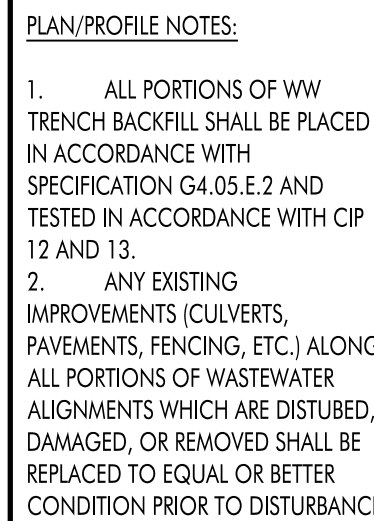 PLAN/PROFILE NOTES:
1. ALL PORTIONS OF WW
TRENCH BACKFILL SHALL BE PLACED
IN ACCORDANCE WITH
SPECIFICATION G4.05.E.2 AND
TESTED IN ACCORDANCE WITH CIP
12 AND 13.
2. ANY EXISTING
IMPROVEMENTS (CULVERTS,
PAVEMENTS, FENCING, ETC.) ALONG
ALL PORTIONS OF WASTEWATER
ALIGNMENTS WHICH ARE DISTUBED,
DAMAGED, OR REMOVED SHALL BE
REPLACED TO EQUAL OR BETTER
CONDITION PRIOR TO DISTURBANCE